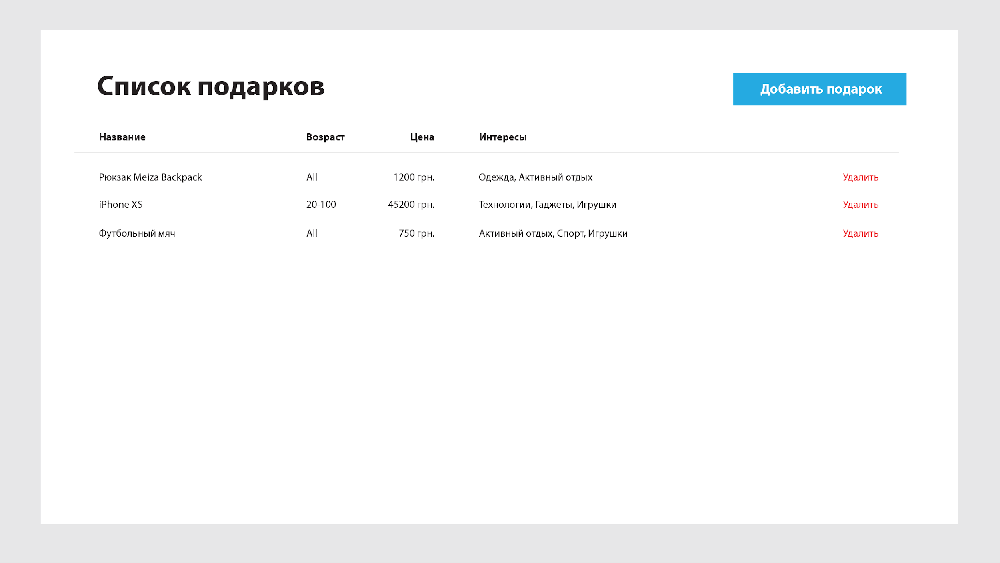 Список подарков
Добавить подарок
Название Возраст Цена Интересы
Рюкзак Meiza Backpack All 1200 грн. Одежда, Активный отдых Удалить
iPhone XS 20-100 45200 грн. Технологии, Гаджеты, Игрушки Удалить
Футбольный мяч All 750 грн. Активный отдых, Спорт, Игрушки Удалить